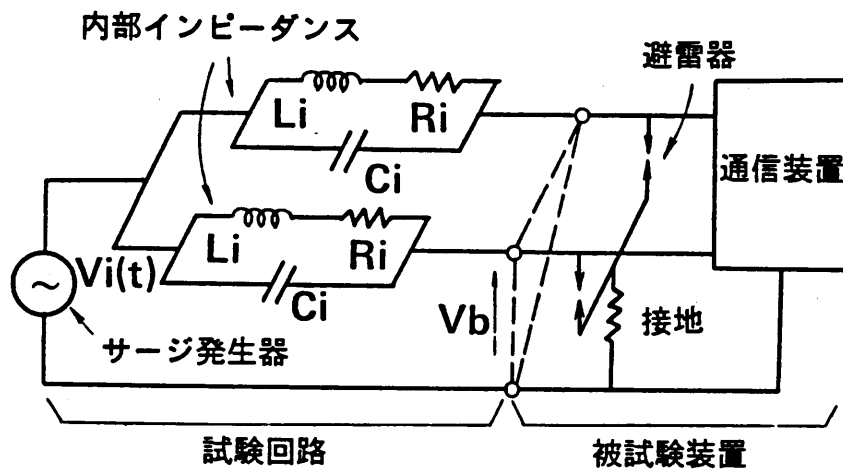 内部インピーダンス
避雷器
Li
Ri
Ci
通信装置
Li
Ri
Ci
Vi(t)
~
Vb
接地
サージ発生器
試験回路
被試験装置